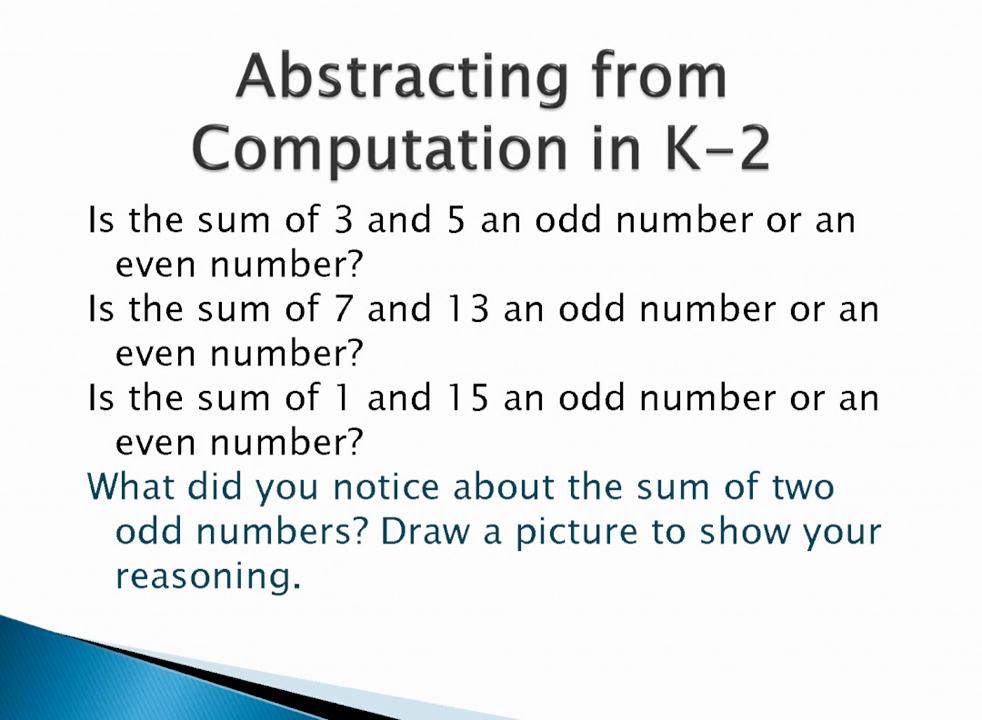 Abstracting from
Computation in K-2
Is the sum of 3 and 5 an odd number or an
even number?
Is the sum of 7 and 13 an odd number or an
even number?
Is the sum of 1 and 15 an odd number or an
even number?
What did you notice about the sum of two
odd numbers? Draw a picture to show your
reasoning.